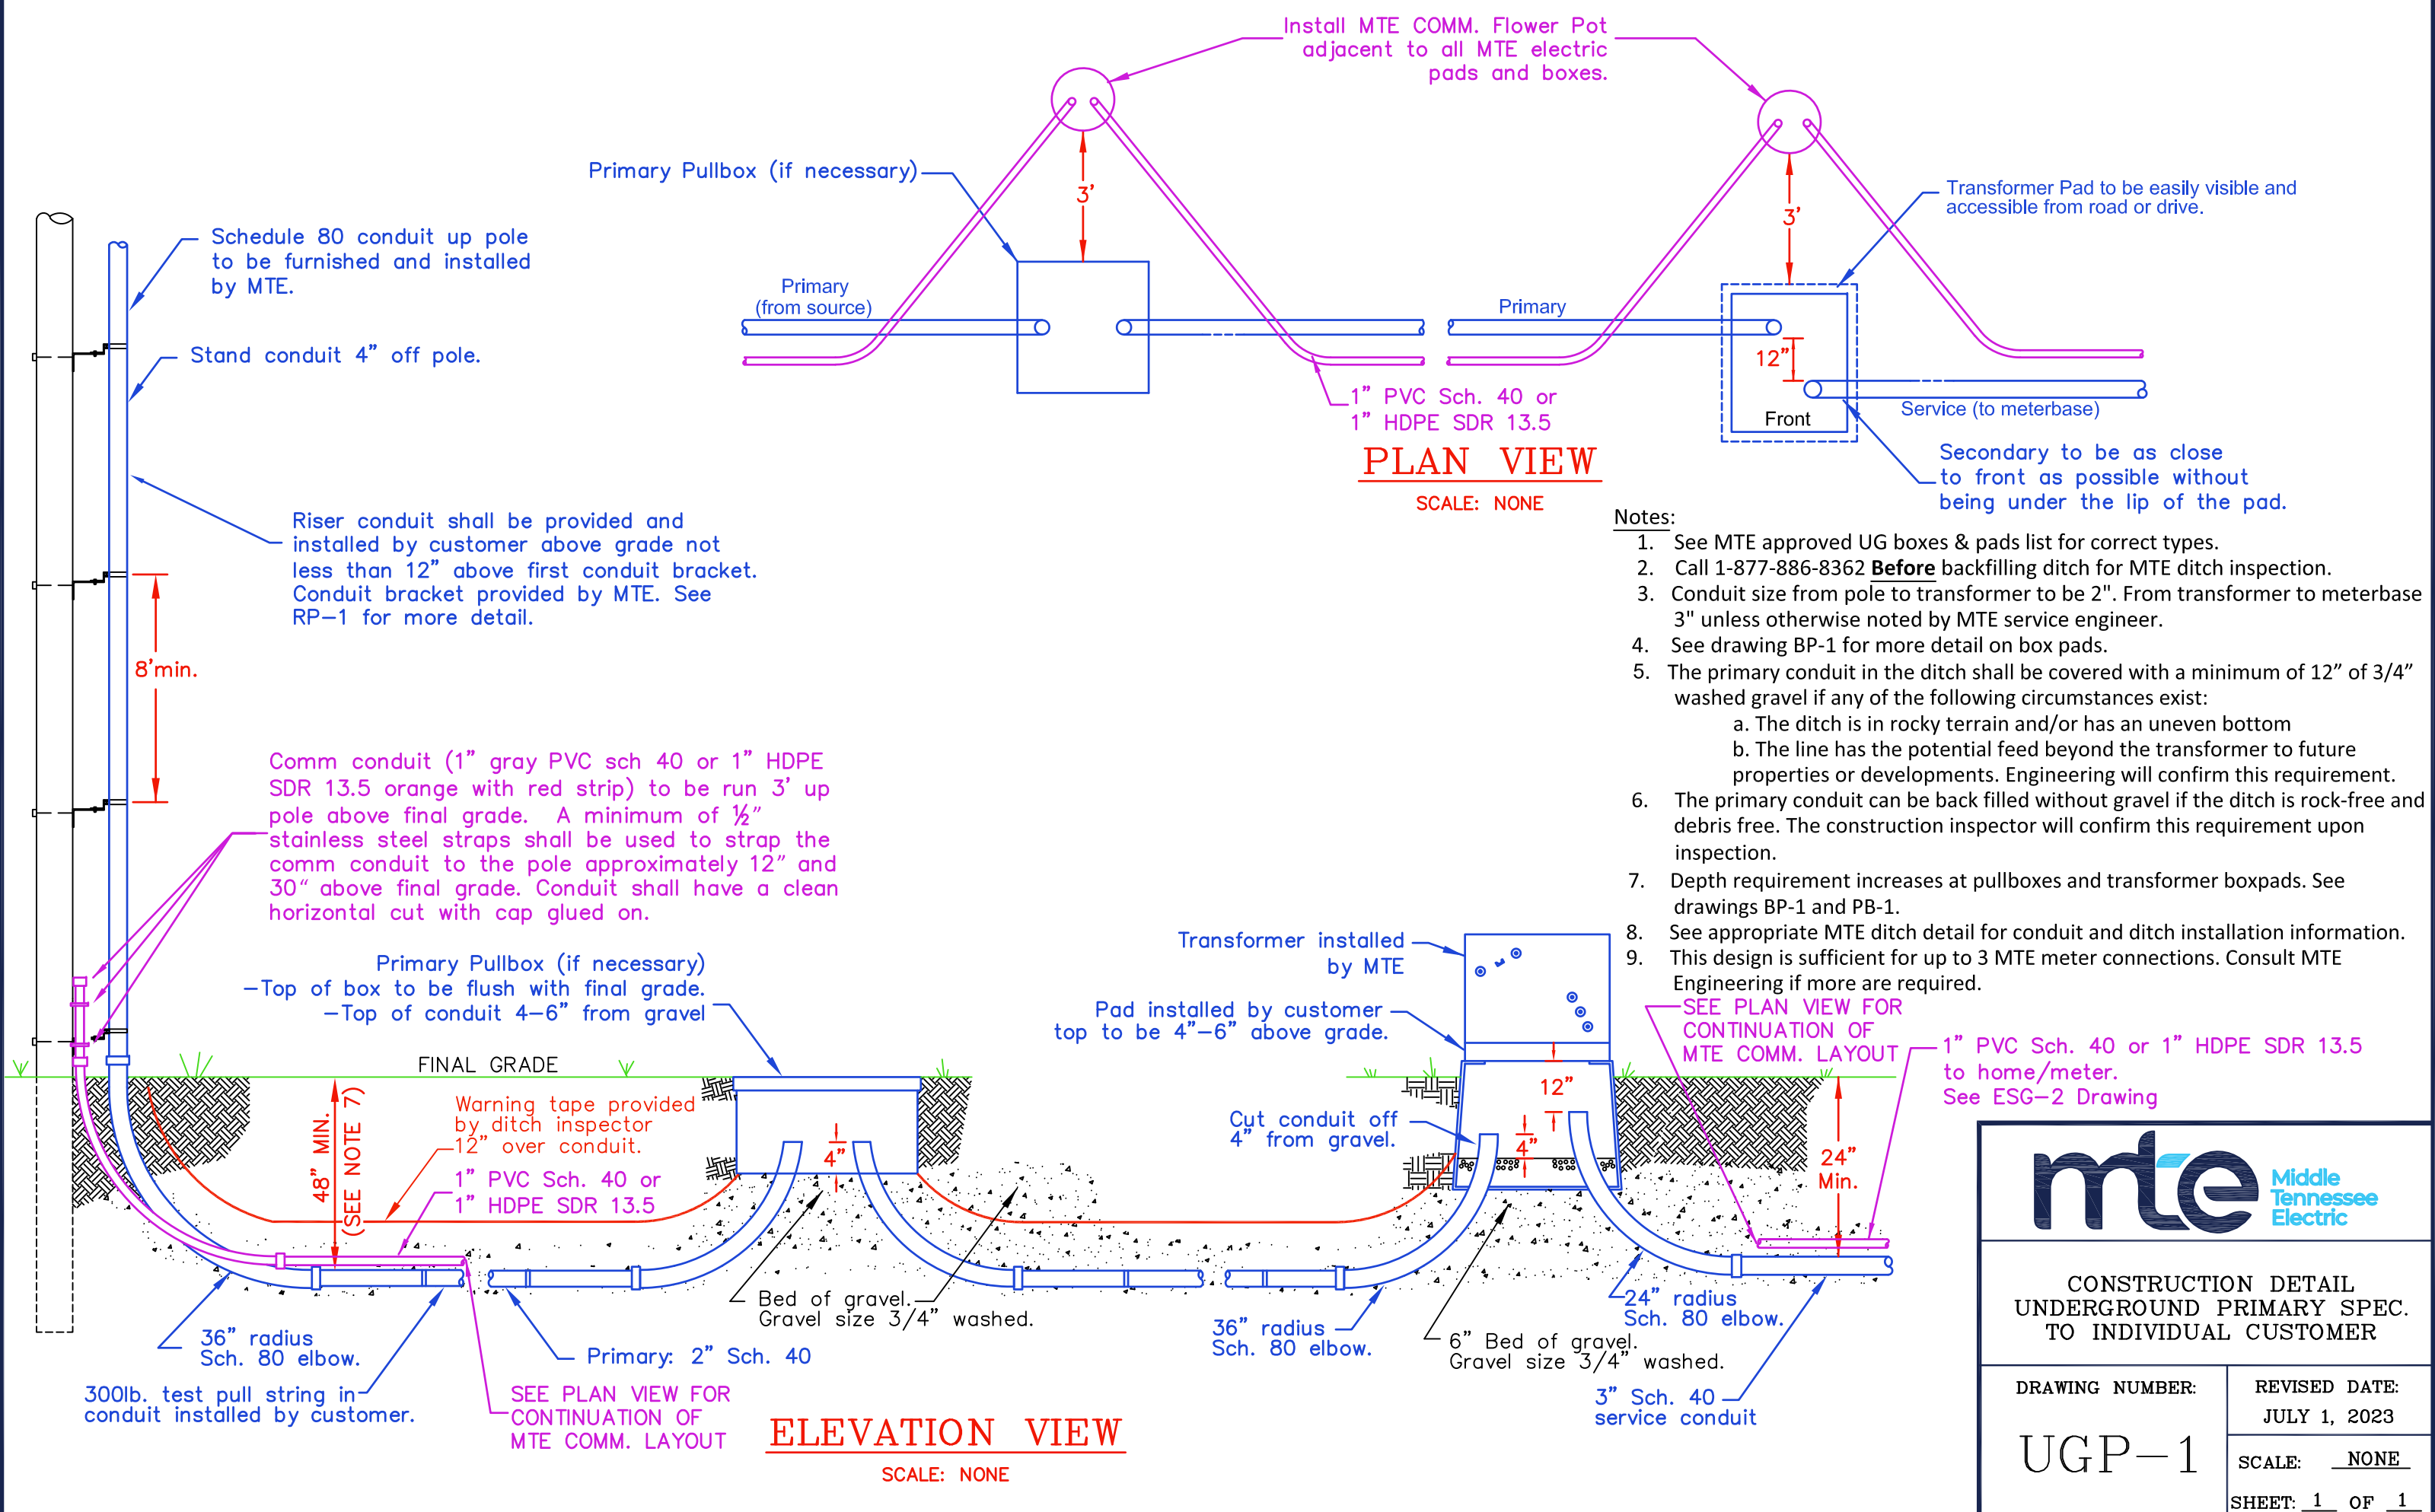 Install MTE COMM. Flower Pot
adjacent to all MTE electric
pads and boxes.
Primary Pullbox (if necessary)
3'
3'
Transformer Pad to be easily visible and
accessible from road or drive.
Primary
(from source)
Primary
12"
Front
Service (to meterbase)
1" PVC Sch. 40 or
1" HDPE SDR 13.5
Secondary to be as close
to front as possible without
being under the lip of the pad.
PLAN VIEW
SCALE: NONE
Schedule 80 conduit up pole
to be furnished and installed
by MTE.
Stand conduit 4" off pole.
Riser conduit shall be provided and
installed by customer above grade not
less than 12" above first conduit bracket.
Conduit bracket provided by MTE. See
RP-1 for more detail.
8'min.
Comm conduit (1" gray PVC sch 40 or 1" HDPE
SDR 13.5 orange with red strip) to be run 3' up
pole above final grade. A minimum of ½"
stainless steel straps shall be used to strap the
comm conduit to the pole approximately 12" and
30" above final grade. Conduit shall have a clean
horizontal cut with cap glued on.
Notes:
1. See MTE approved UG boxes & pads list for correct types.
2. Call 1-877-886-8362 Before backfilling ditch for MTE ditch inspection.
3. Conduit size from pole to transformer to be 2". From transformer to meterbase
3" unless otherwise noted by MTE service engineer.
4. See drawing BP-1 for more detail on box pads.
5. The primary conduit in the ditch shall be covered with a minimum of 12" of 3/4"
washed gravel if any of the following circumstances exist:
a. The ditch is in rocky terrain and/or has an uneven bottom
b. The line has the potential feed beyond the transformer to future
properties or developments. Engineering will confirm this requirement.
6. The primary conduit can be back filled without gravel if the ditch is rock-free and
debris free. The construction inspector will confirm this requirement upon
inspection.
7. Depth requirement increases at pullboxes and transformer boxpads. See
drawings BP-1 and PB-1.
8. See appropriate MTE ditch detail for conduit and ditch installation information.
9. This design is sufficient for up to 3 MTE meter connections. Consult MTE
Engineering if more are required.
Primary Pullbox (if necessary)
-Top of box to be flush with final grade.
-Top of conduit 4-6" from gravel
Transformer installed
by MTE
Pad installed by customer
top to be 4"-6" above grade.
SEE PLAN VIEW FOR
CONTINUATION OF
MTE COMM. LAYOUT
1" PVC Sch. 40 or 1" HDPE SDR 13.5
to home/meter.
See ESG-2 Drawing
FINAL GRADE
48" MIN.
(SEE NOTE 7)
Warning tape provided
by ditch inspector
12" over conduit.
1" PVC Sch. 40 or
1" HDPE SDR 13.5
4"
Cut conduit off
4" from gravel.
12"
4"
24"
Min.
36" radius
Sch. 80 elbow.
300lb. test pull string in
conduit installed by customer.
Primary: 2" Sch. 40
SEE PLAN VIEW FOR
CONTINUATION OF
MTE COMM. LAYOUT
Bed of gravel.
Gravel size 3/4" washed.
36" radius
Sch. 80 elbow.
6" Bed of gravel.
Gravel size 3/4" washed.
24" radius
Sch. 80 elbow.
3" Sch. 40
service conduit
ELEVATION VIEW
SCALE: NONE
mte
Middle
Tennessee
Electric
CONSTRUCTION DETAIL
UNDERGROUND PRIMARY SPEC.
TO INDIVIDUAL CUSTOMER
DRAWING NUMBER:
UGP-1
REVISED DATE:
JULY 1, 2023
SCALE: NONE
SHEET: 1 OF 1